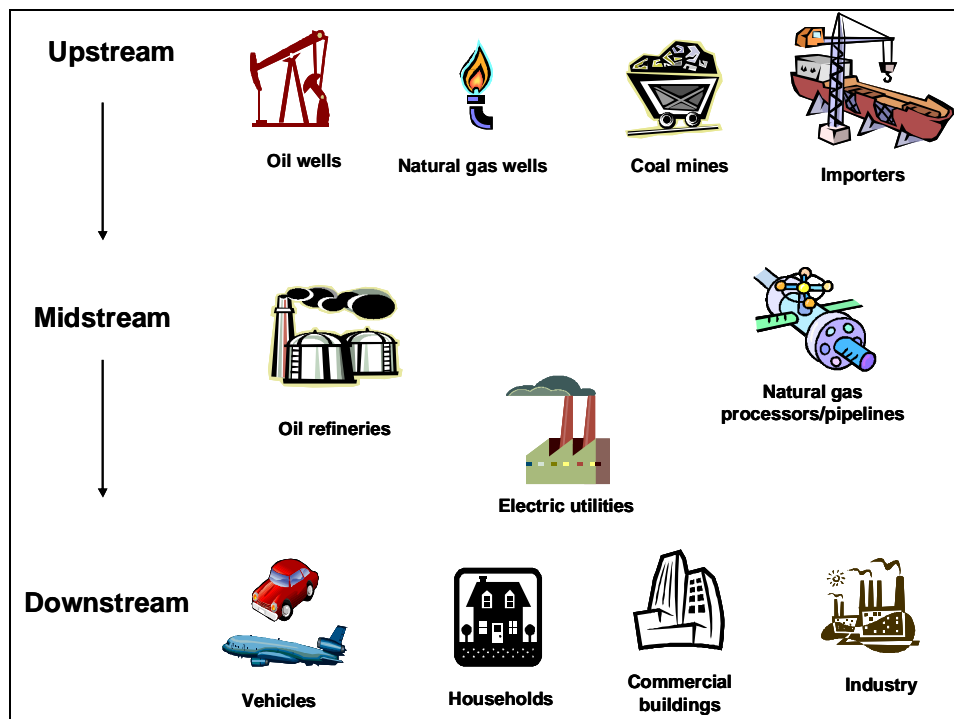 Upstream
Oil wells
Natural gas wells
Coal mines
Importers
Midstream
Oil refineries
Natural gas
processors/pipelines
Electric utilities
Downstream
Vehicles
Households
Commercial
buildings
Industry